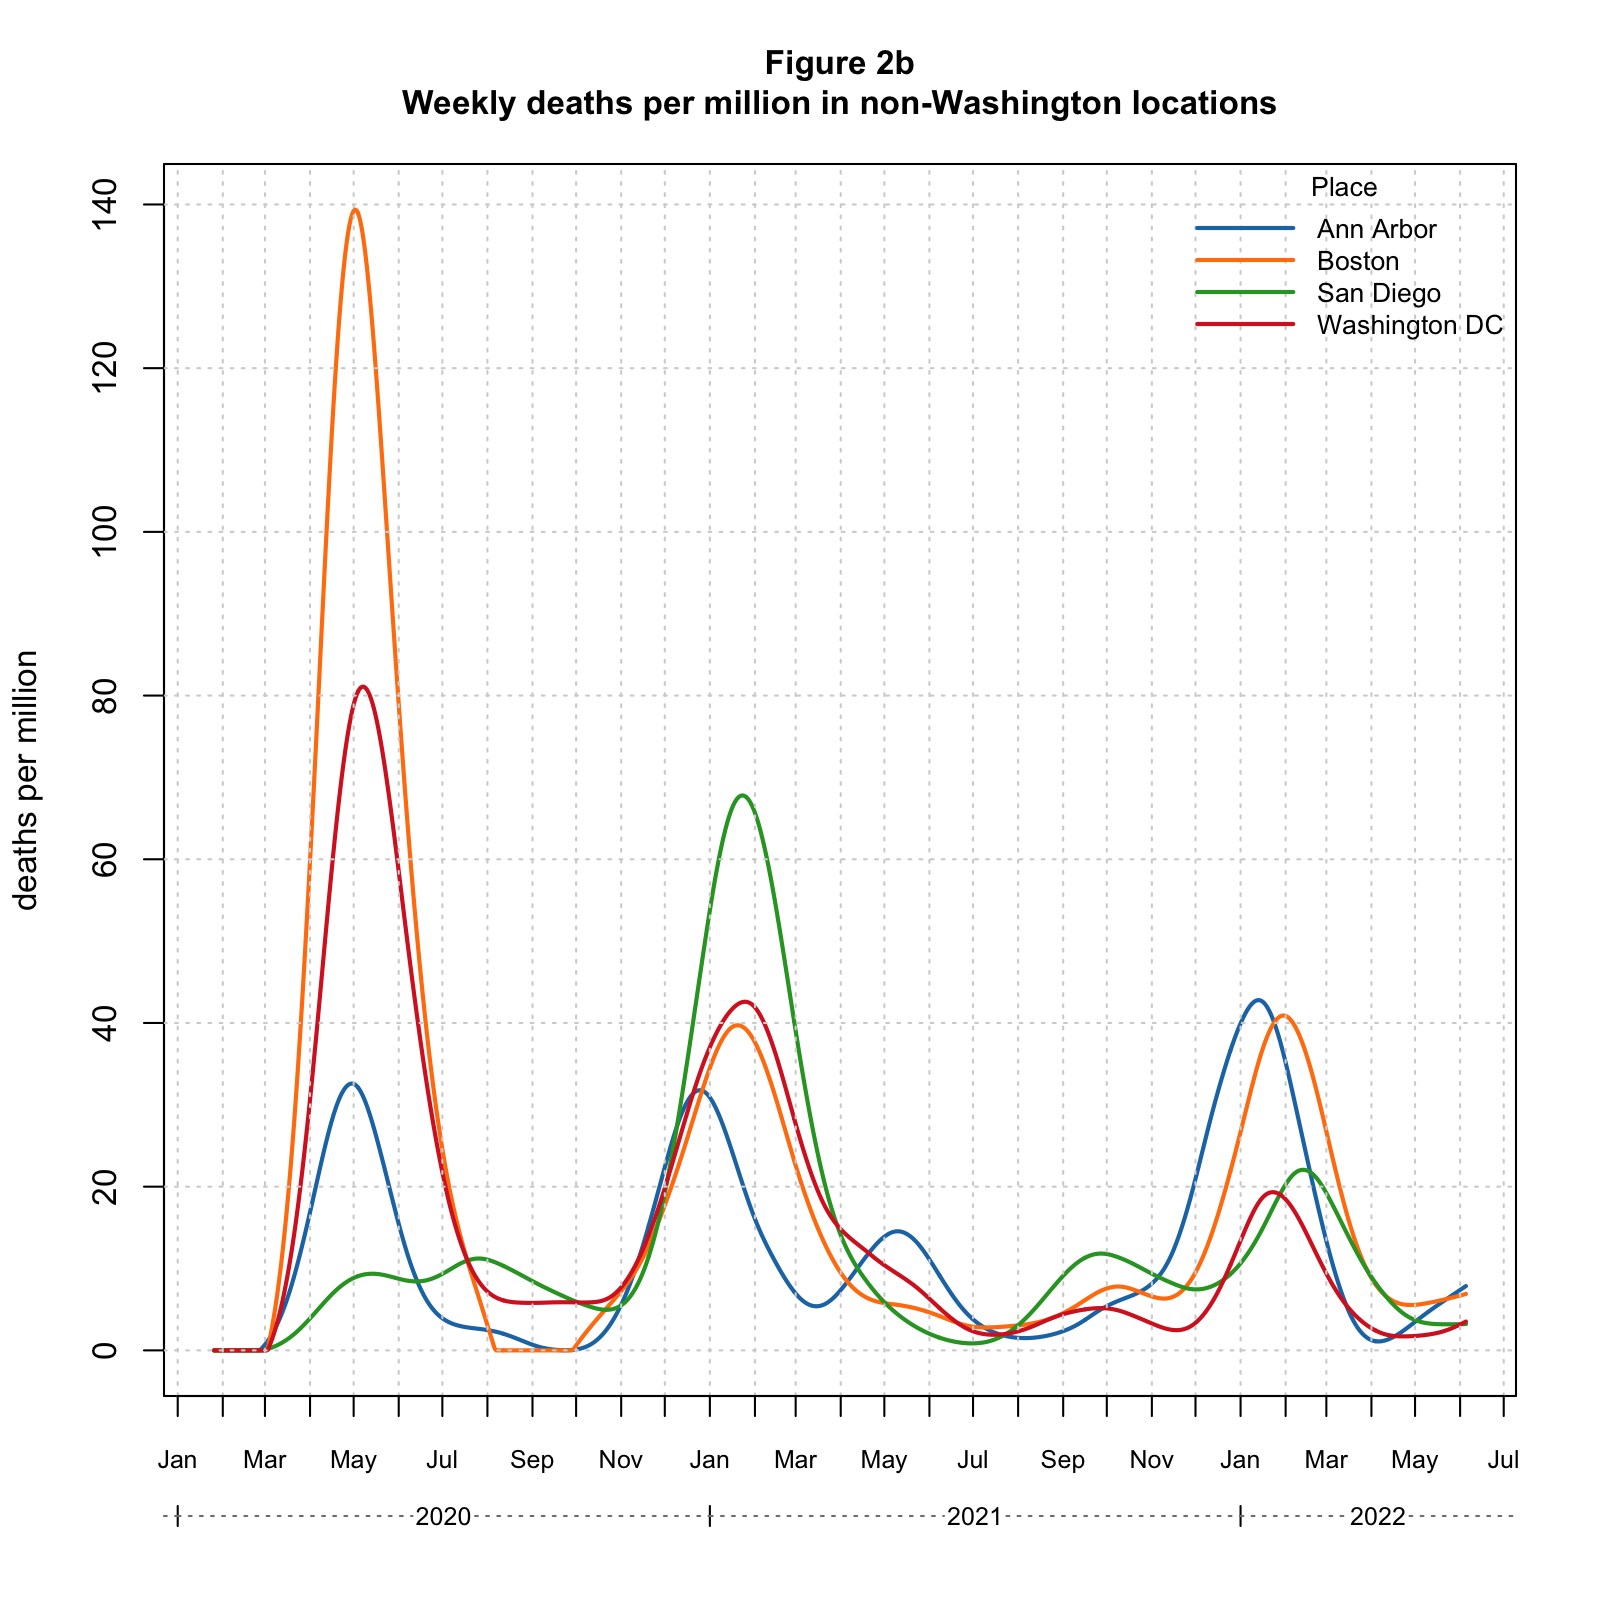 Figure 2b
Weekly deaths per million in non-Washington locations
Place
Ann Arbor
Boston
San Diego
Washington DC
deaths per million
140
120
100
80
60
40
20
0
Jan Mar May Jul Sep Nov Jan Mar May Jul Sep Nov Jan Mar May Jul
2020 2021 2022